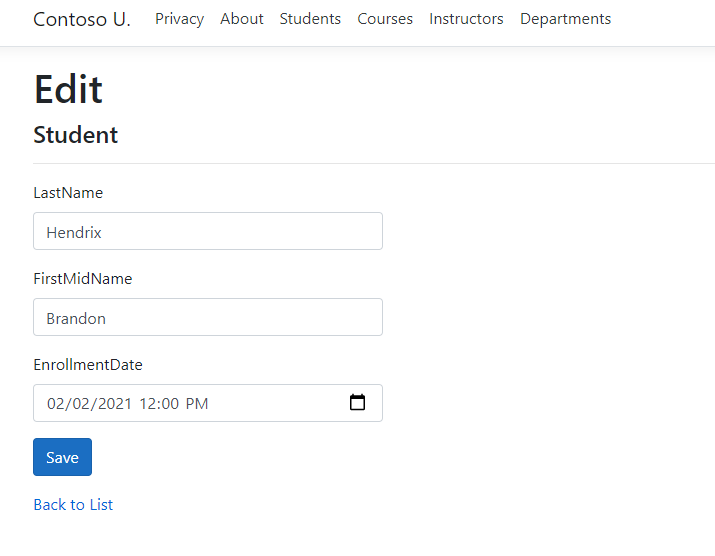 Contoso U. Privacy About Students Courses Instructors Departments
Edit
Student
LastName
Hendrix
FirstMidName
Brandon
EnrollmentDate
02/02/2021 12:00 PM
Save
Back to List